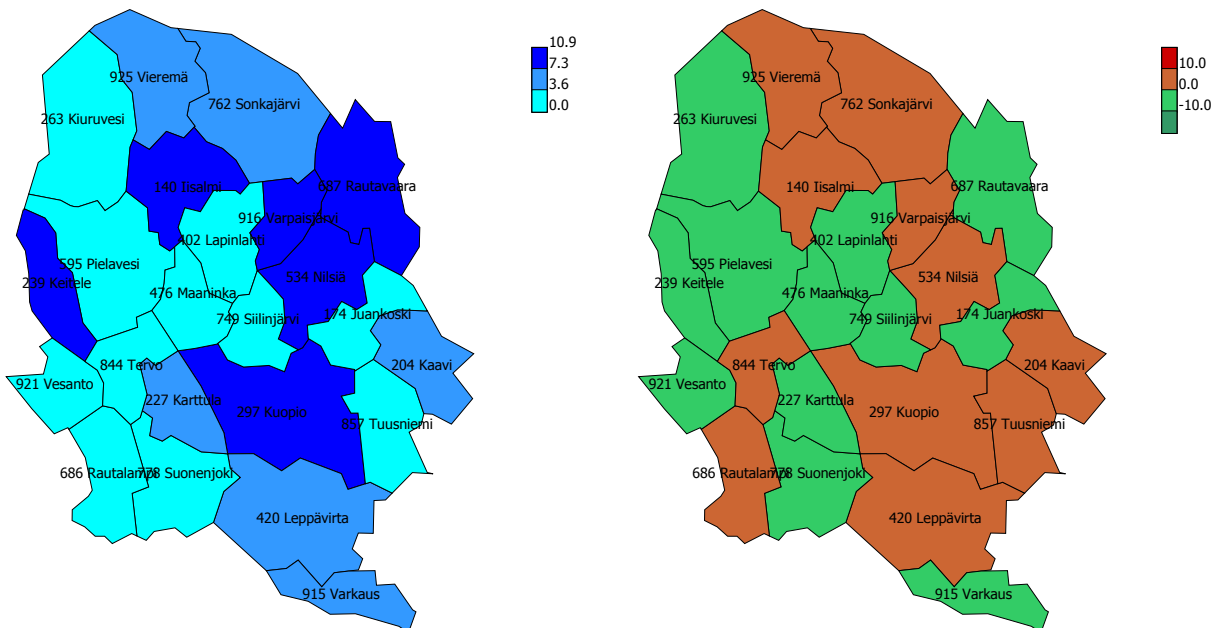 10.9
7.3
3.6
0.0
925 Vieremä
762 Sonkajärvi
263 Kiuruvesi
140 Iisalmi
687 Rautavaara
916 Varpaisjärvi
402 Lapinlahti
595 Pielavesi
239 Keitele
534 Nilsiä
476 Maaninka
174 Juankoski
749 Siilinjärvi
844 Tervo
204 Kaavi
921 Vesanto
227 Karttula
297 Kuopio
857 Tuusniemi
686 Rautalampi
778 Suonenjoki
420 Leppävirta
915 Varkaus
10.0
0.0
-10.0
925 Vieremä
762 Sonkajärvi
263 Kiuruvesi
140 Iisalmi
687 Rautavaara
916 Varpaisjärvi
402 Lapinlahti
595 Pielavesi
239 Keitele
534 Nilsiä
476 Maaninka
174 Juankoski
749 Siilinjärvi
844 Tervo
204 Kaavi
921 Vesanto
227 Karttula
297 Kuopio
857 Tuusniemi
686 Rautalampi
778 Suonenjoki
420 Leppävirta
915 Varkaus